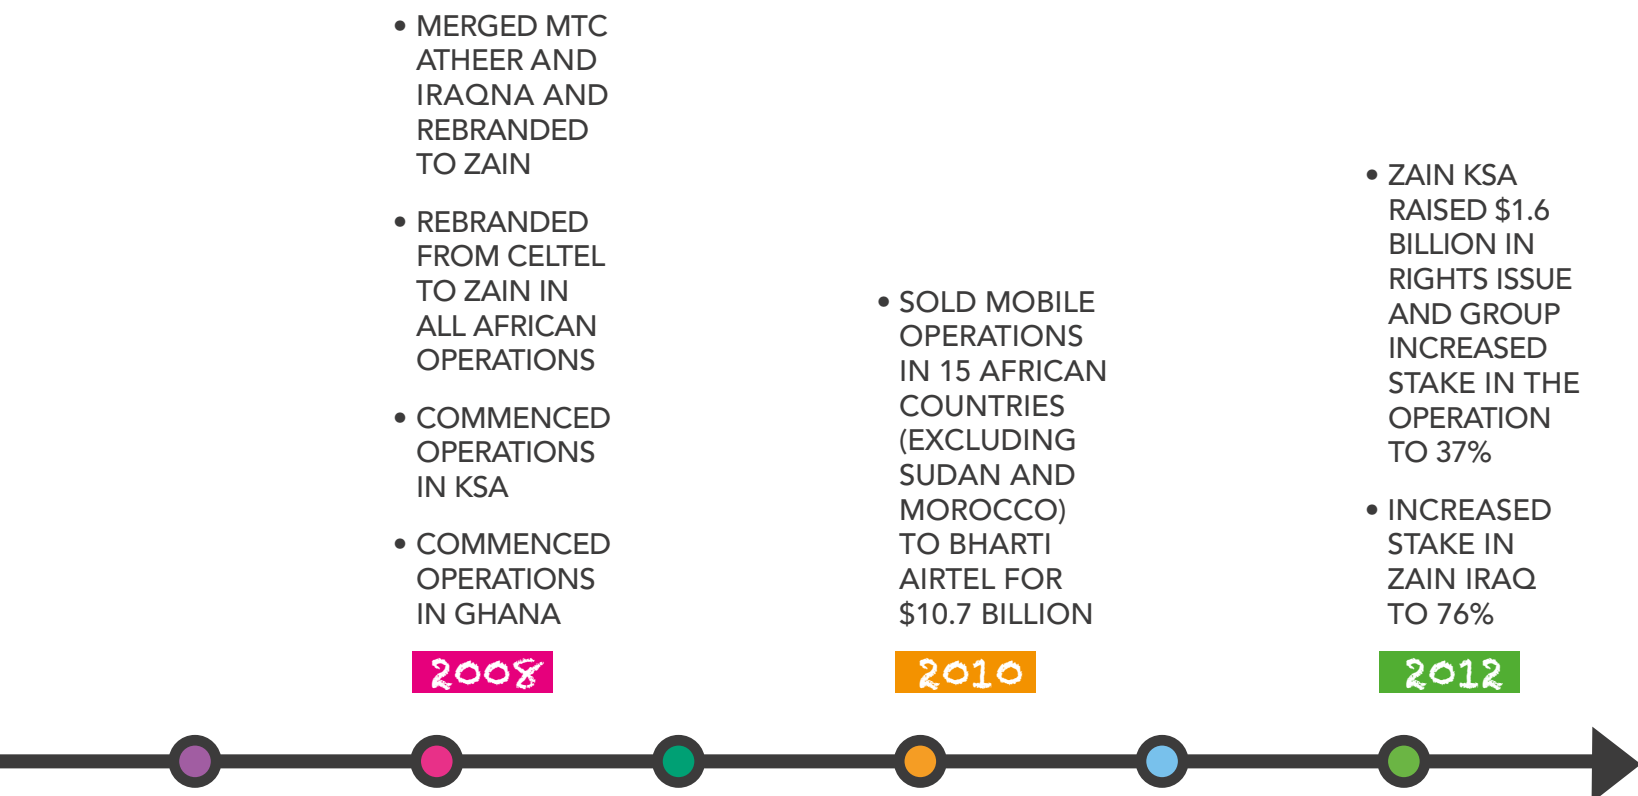 • MERGED MTC
ATHEER AND
IRAQNA AND
REBRANDED
TO ZAIN
• REBRANDED
FROM CELTEL
TO ZAIN IN
ALL AFRICAN
OPERATIONS
• COMMENCED
OPERATIONS
IN KSA
• COMMENCED
OPERATIONS
IN GHANA
2008
• SOLD MOBILE
OPERATIONS
IN 15 AFRICAN
COUNTRIES
(EXCLUDING
SUDAN AND
MOROCCO)
TO BHARTI
AIRTEL FOR
$10.7 BILLION
2010
• ZAIN KSA
RAISED $1.6
BILLION IN
RIGHTS ISSUE
AND GROUP
INCREASED
STAKE IN THE
OPERATION
TO 37%
• INCREASED
STAKE IN
ZAIN IRAQ
TO 76%
2012